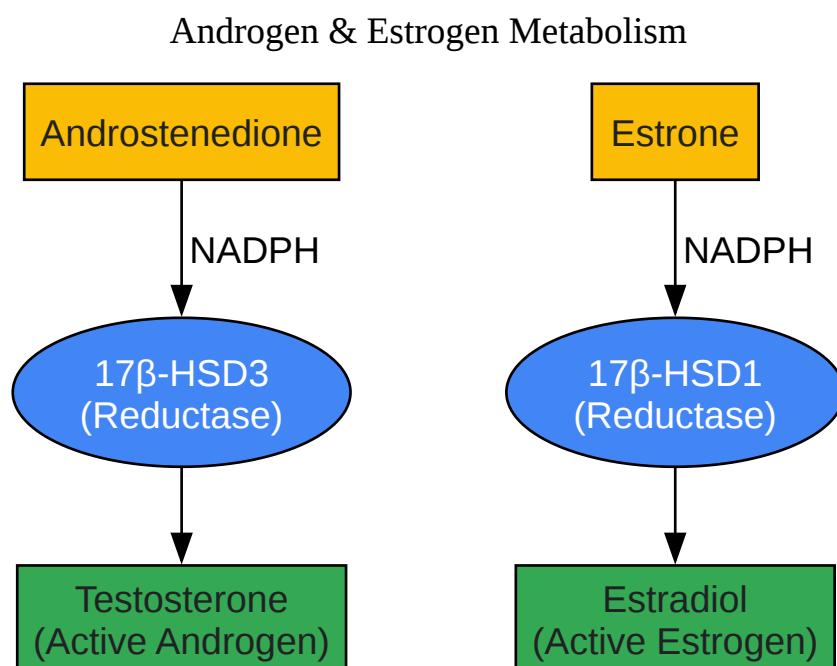 Androgen & Estrogen Metabolism
Androstenedione
Estrone
NADPH
NADPH
17β-HSD3
(Reductase)
17β-HSD1
(Reductase)
Testosterone
(Active Androgen)
Estradiol
(Active Estrogen)